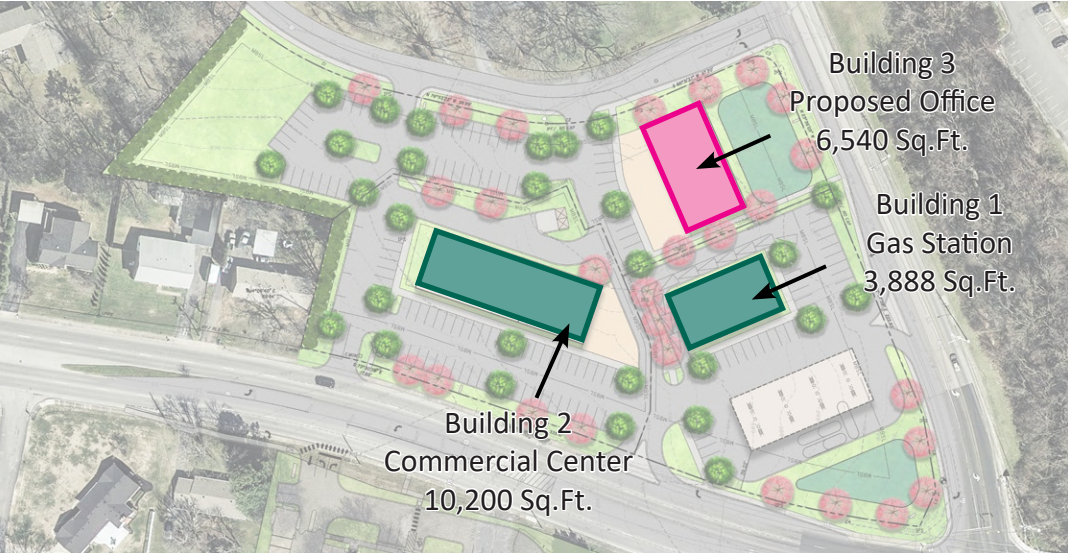 Building 3
Proposed Office
6,540 Sq.Ft.
Building 1
Gas Station
3,888 Sq.Ft.
Building 2
Commercial Center
10,200 Sq.Ft.